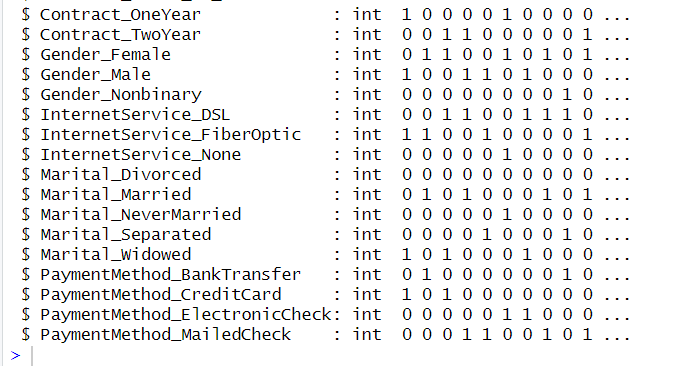 $ Contract_OneYear : int 1 0 0 0 0 1 0 0 0 0 ...
$ Contract_TwoYear : int 0 0 1 1 0 0 0 0 0 1 ...
$ Gender_Female : int 0 1 1 0 0 1 0 1 0 1 ...
$ Gender_Male : int 1 0 0 1 1 0 1 0 0 0 ...
$ Gender_Nonbinary : int 0 0 0 0 0 0 0 0 1 0 ...
$ InternetService_DSL : int 0 0 1 1 0 0 1 1 1 0 ...
$ InternetService_FiberOptic : int 1 1 0 0 1 0 0 0 0 1 ...
$ InternetService_None : int 0 0 0 0 0 1 0 0 0 0 ...
$ Marital_Divorced : int 0 0 0 0 0 0 0 0 0 0 ...
$ Marital_Married : int 0 1 0 1 0 0 0 1 0 1 ...
$ Marital_NeverMarried : int 0 0 0 0 0 1 0 0 0 0 ...
$ Marital_Separated : int 0 0 0 0 1 0 0 0 1 0 ...
$ Marital_Widowed : int 1 0 1 0 0 0 1 0 0 0 ...
$ PaymentMethod_BankTransfer : int 0 1 0 0 0 0 0 0 1 0 ...
$ PaymentMethod_CreditCard : int 1 0 1 0 0 0 0 0 0 0 ...
$ PaymentMethod_ElectronicCheck: int 0 0 0 0 0 1 1 0 0 0 ...
$ PaymentMethod_MailedCheck : int 0 0 0 1 1 0 0 1 0 1 ...
>